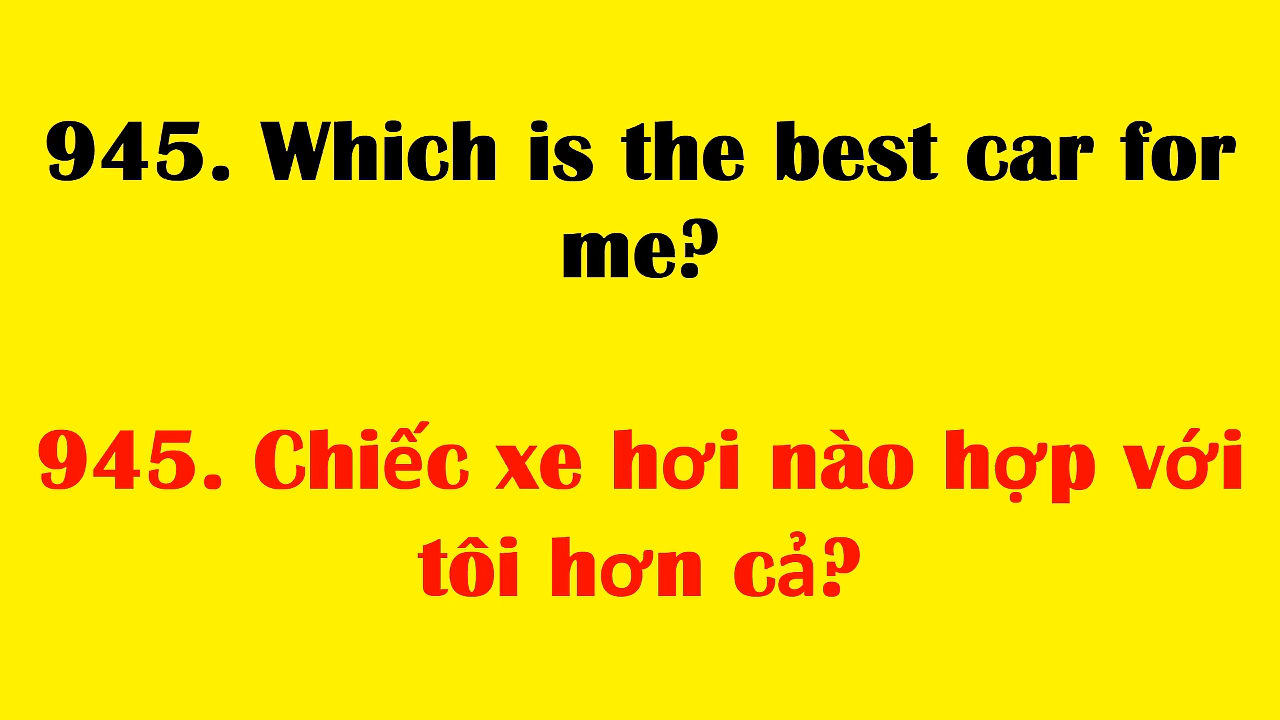 945. Which is the best car for
me?
945. Chiếc xe hơi nào hợp với
tôi hơn cả?